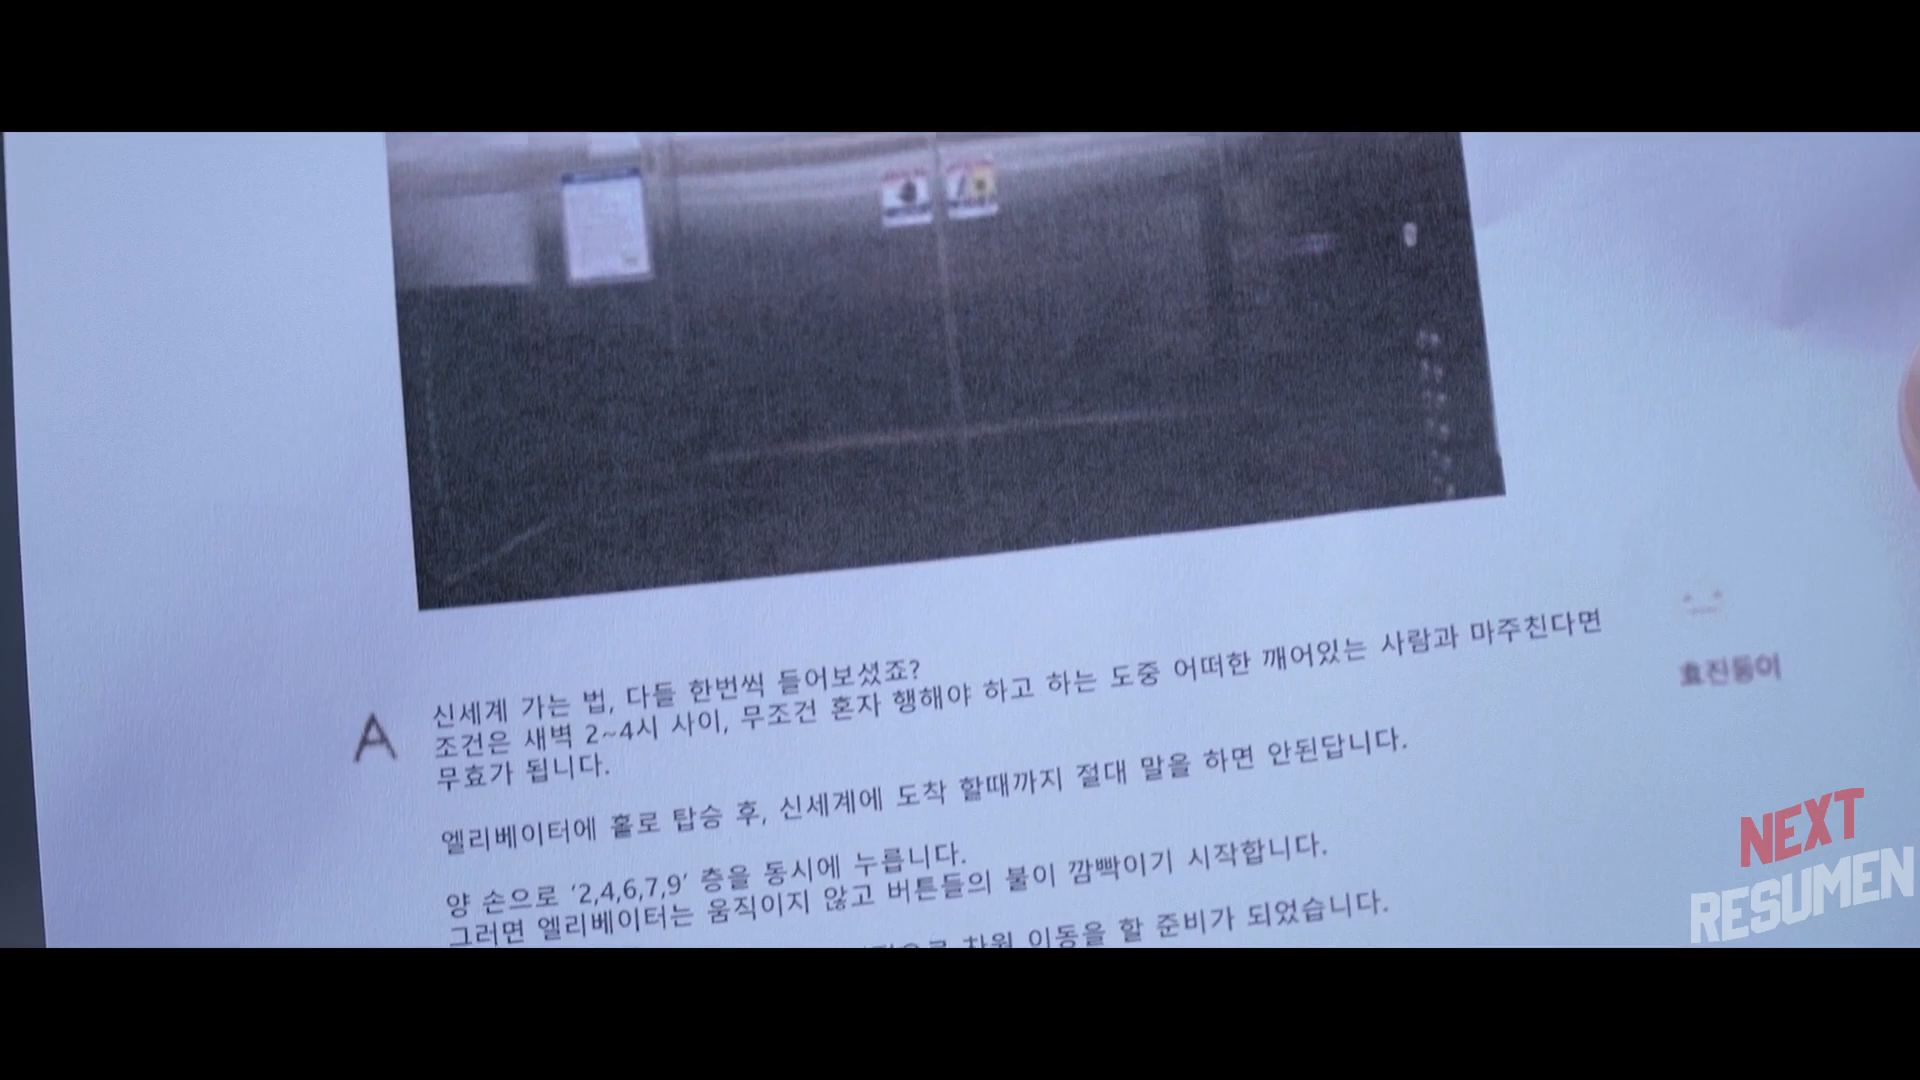 신세계 가는 법, 다들 한번씩 들어보셨죠?
조건은 새벽 2~4시 사이, 무조건 혼자 행해야 하고 하는 도중 어떠한 깨어있는 사람과 마주친다면
무효가 됩니다.
엘리베이터에 홀로 탑승 후, 신세계에 도착 할때까지 절대 말을 하면 안된답니다.
양 손으로 '2,4,6,7,9' 층을 동시에 누릅니다.
그러면 엘리베이터는 움직이지 않고 버튼들의 불이 깜빡이기 시작합니다.
차원 이동을 할 준비가 되었습니다.
A
NEXT
RESUMEN